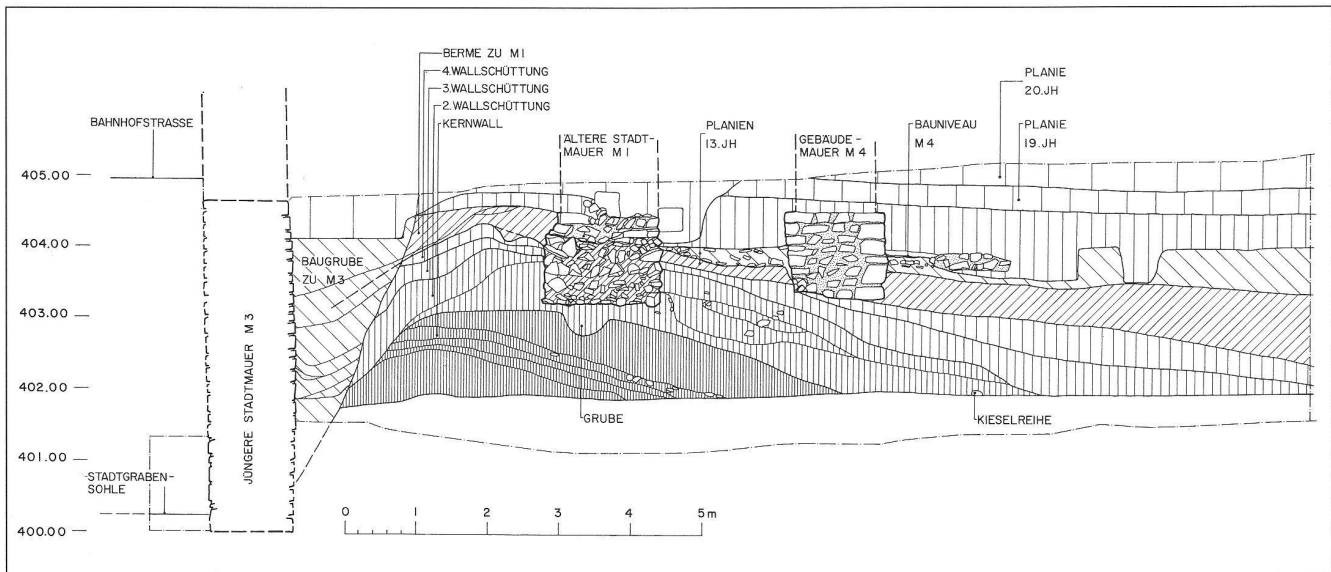 BERME ZU M1
4.WALLSCHÜTTUNG
3.WALLSCHÜTTUNG
2.WALLSCHÜTTUNG
KERNWALL
BAHNHOFSTRASSE
ÄLTERE STADT-
MAUER M1
PLANIEN
13.JH
GEBÄUDE-
MAUER M4
BAUNIVEAU
M4
PLANIE
20.JH
PLANIE
19.JH
405.00
404.00
403.00
402.00
401.00
400.00
BAUGRUBE
ZU M3
JÜNGERE STADTMAUER M3
GRUBE
KIESELREIHE
STADTGRABEN-
SOHLE
0 1 2 3 4 5m